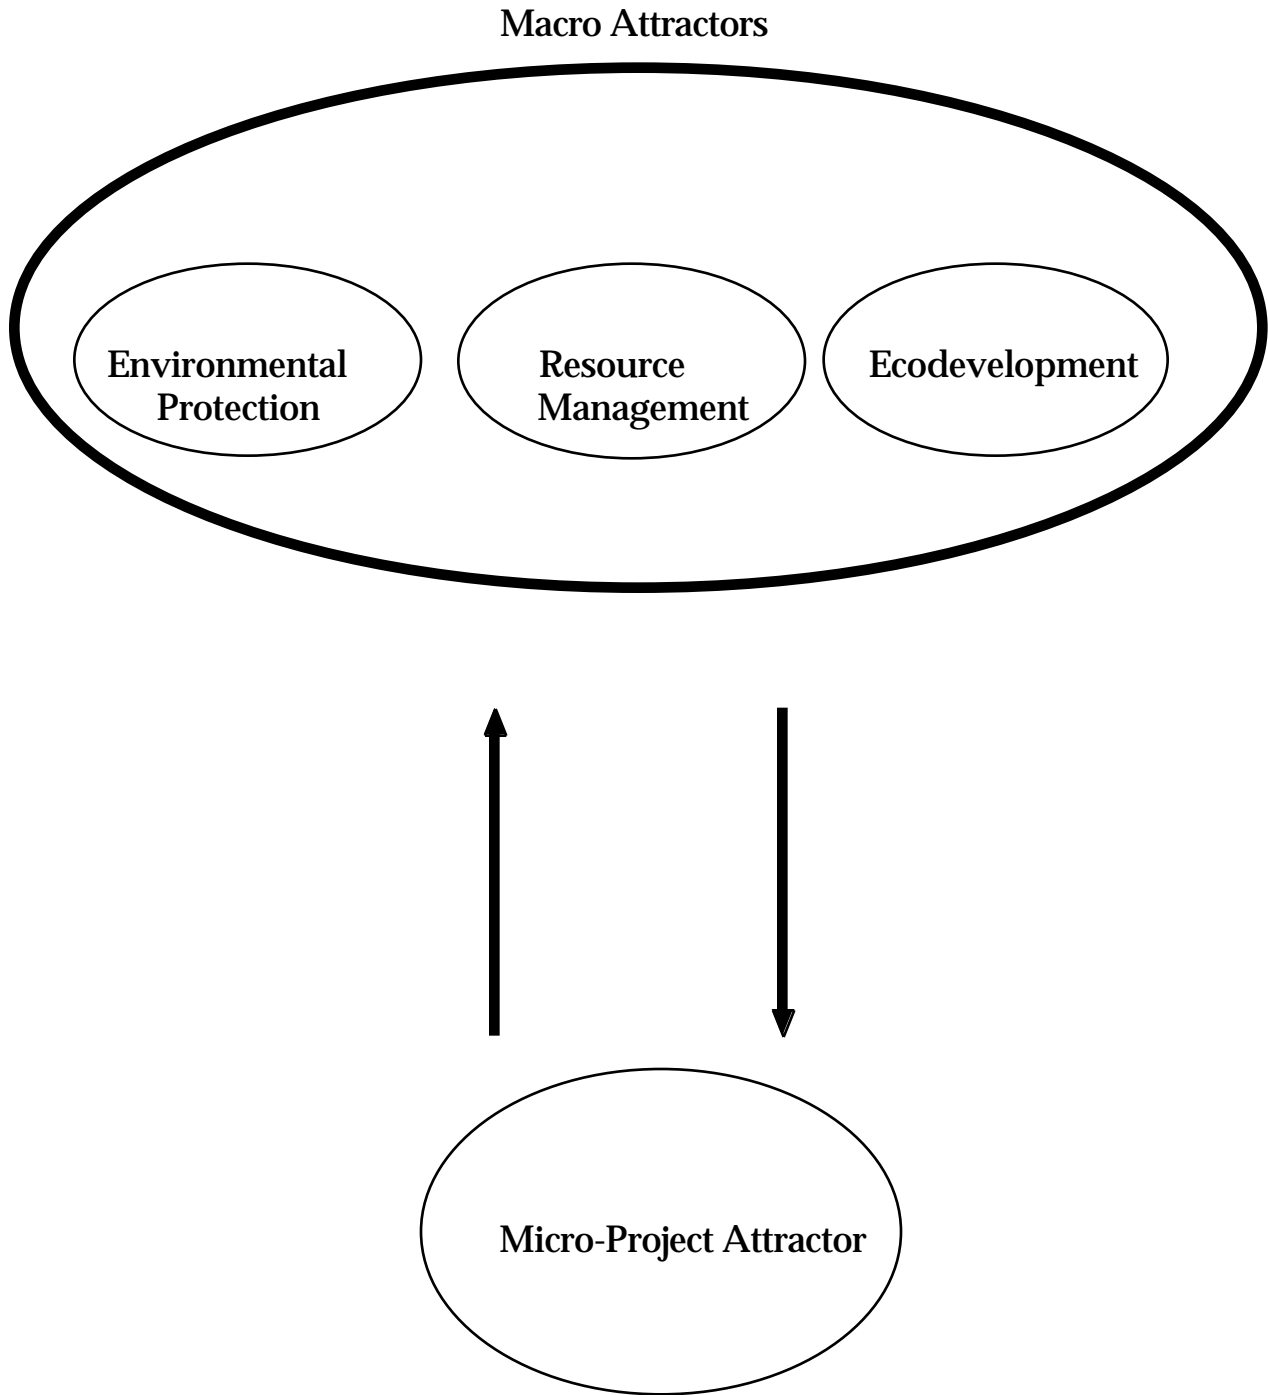 Macro Attractors
Environmental
Protection
Resource
Management
Ecodevelopment
Micro-Project Attractor